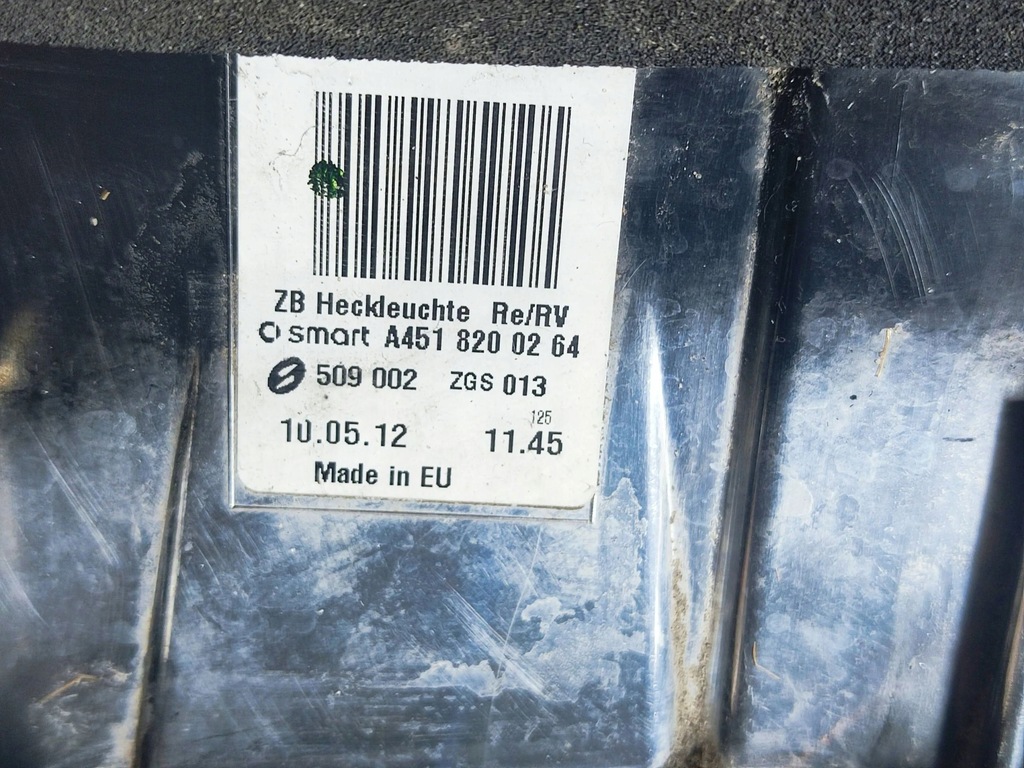 ZB Heckleuchte Re/RV
smart A451 820 02 64
509 002 ZGS 013
125
10.05.12 11.45
Made in EU